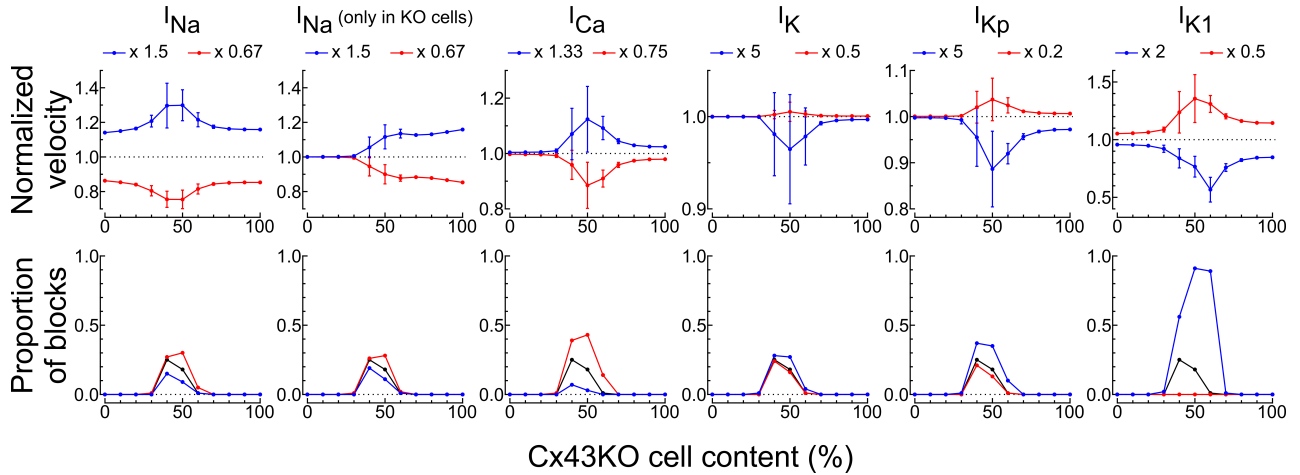 I_Na I_Na (only in KO cells) I_Ca I_K I_Kp I_K1
x 1.5 x 0.67 x 1.5 x 0.67 x 1.33 x 0.75 x 5 x 0.5 x 5 x 0.2 x 2 x 0.5
Normalized
velocity
1.4 1.2 1.0 0.8
0 50 100
1.4 1.2 1.0 0.8
0 50 100
1.2 1.0 0.8
0 50 100
1.0 0.9
0 50 100
1.1 1.0 0.9 0.8
0 50 100
1.5 1.0 0.5
0 50 100
Proportion
of blocks
1.0 0.5 0.0
0 50 100
1.0 0.5 0.0
0 50 100
1.0 0.5 0.0
0 50 100
1.0 0.5 0.0
0 50 100
1.0 0.5 0.0
0 50 100
1.0 0.5 0.0
0 50 100
Cx43KO cell content (%)